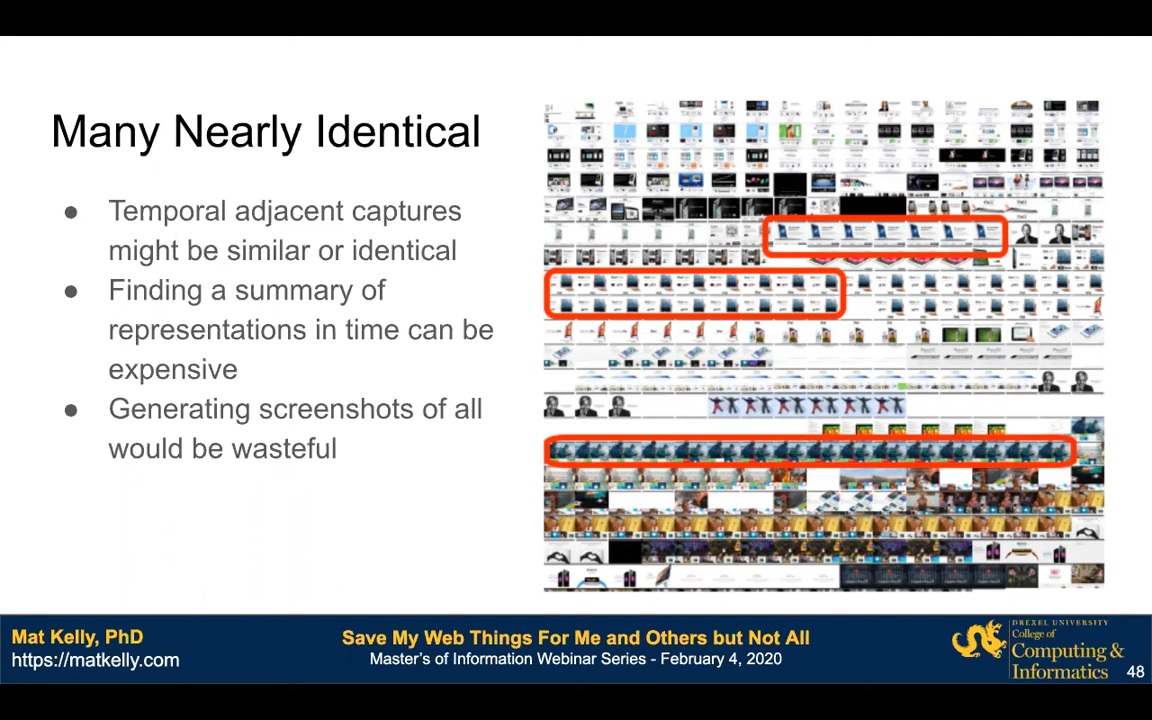 Many Nearly Identical
● Temporal adjacent captures
might be similar or identical
● Finding a summary of
representations in time can be
expensive
● Generating screenshots of all
would be wasteful
Mat Kelly, PhD
https://matkelly.com
Save My Web Things For Me and Others but Not All
Master's of Information Webinar Series - February 4, 2020
DREXEL UNIVERSITY
College of
Computing &
Informatics
48